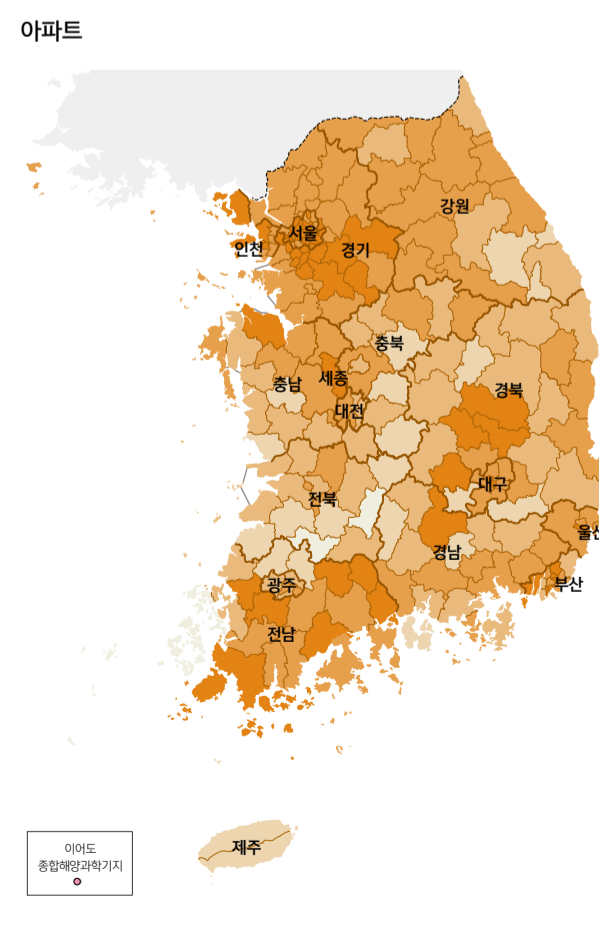 아파트
강원
서울
인천
경기
충북
충남
세종
대전
경북
대구
전북
울산
경남
부산
광주
전남
제주
이어도
종합해양과학기지